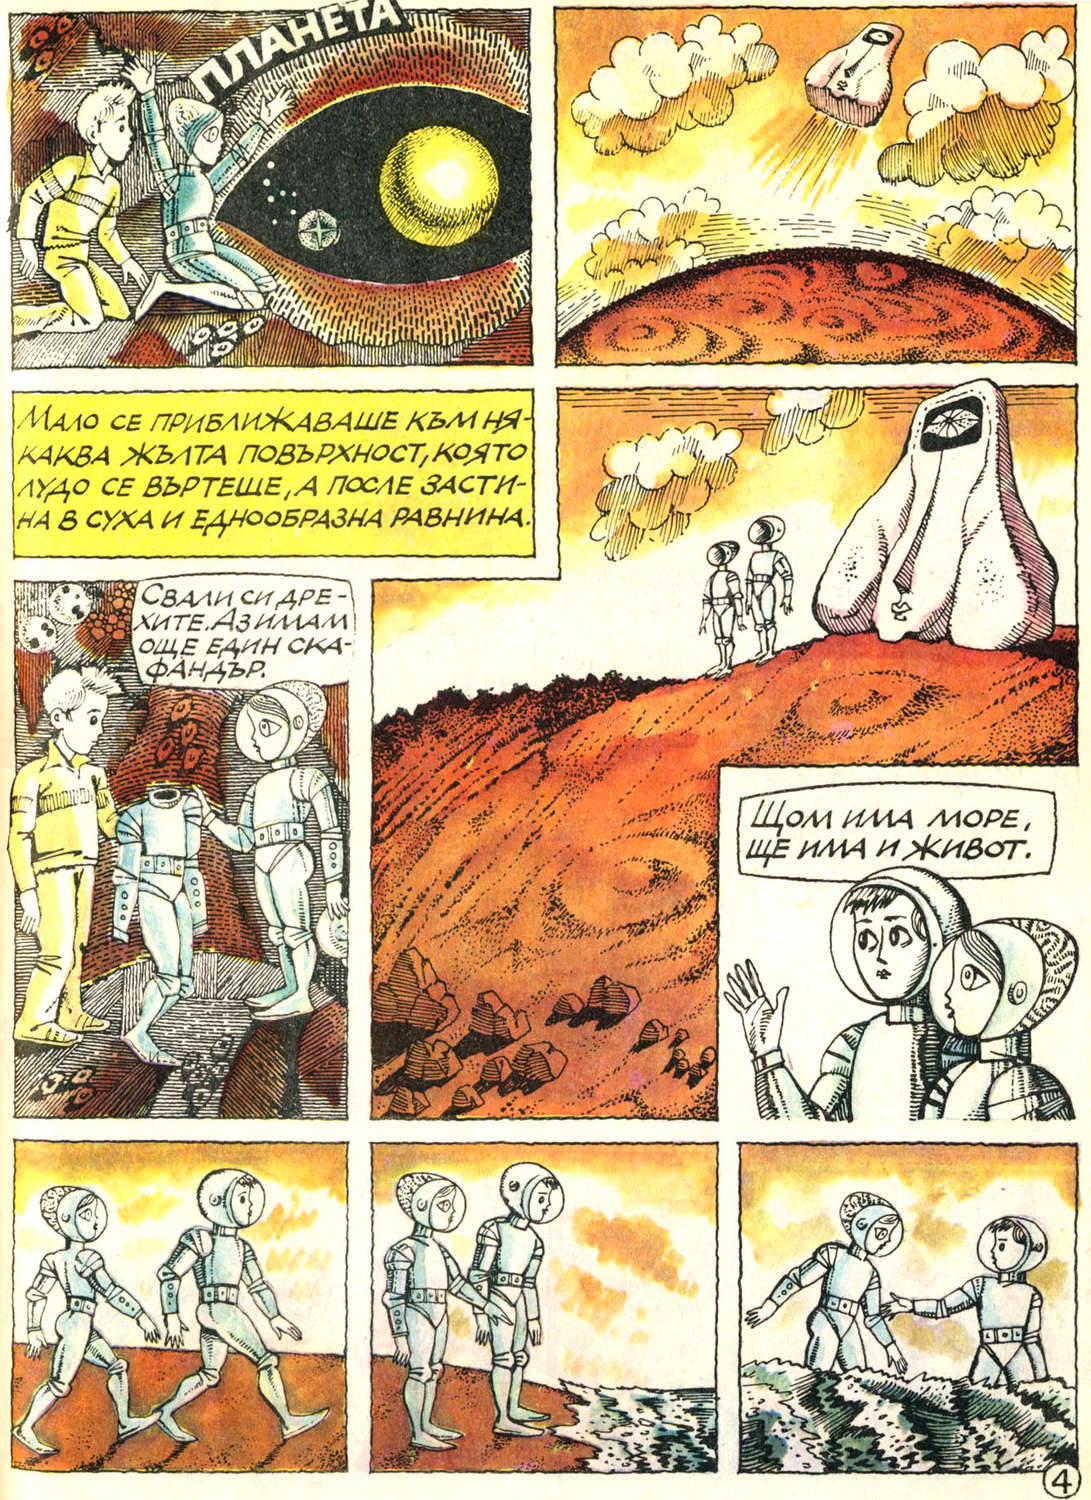 ПЛАНЕТА
МАЛО СЕ ПРИБЛИЖАВАШЕ КЪМ НЯ-
КАКВА ЖЪЛТА ПОВЪРХНОСТ, КОЯТО
ЛУДО СЕ ВЪРТЕШЕ, А ПОСЛЕ ЗАСТИ-
НА В СУХА И ЕДНООБРАЗНА РАВНИНА.
СВАЛИ СИ ДРЕ-
ХИТЕ. АЗ ИМАМ
ОЩЕ ЕДИН СКА-
ФАНДЪР.
ЩОМ ИМА МОРЕ,
ЩЕ ИМА И ЖИВОТ.
4